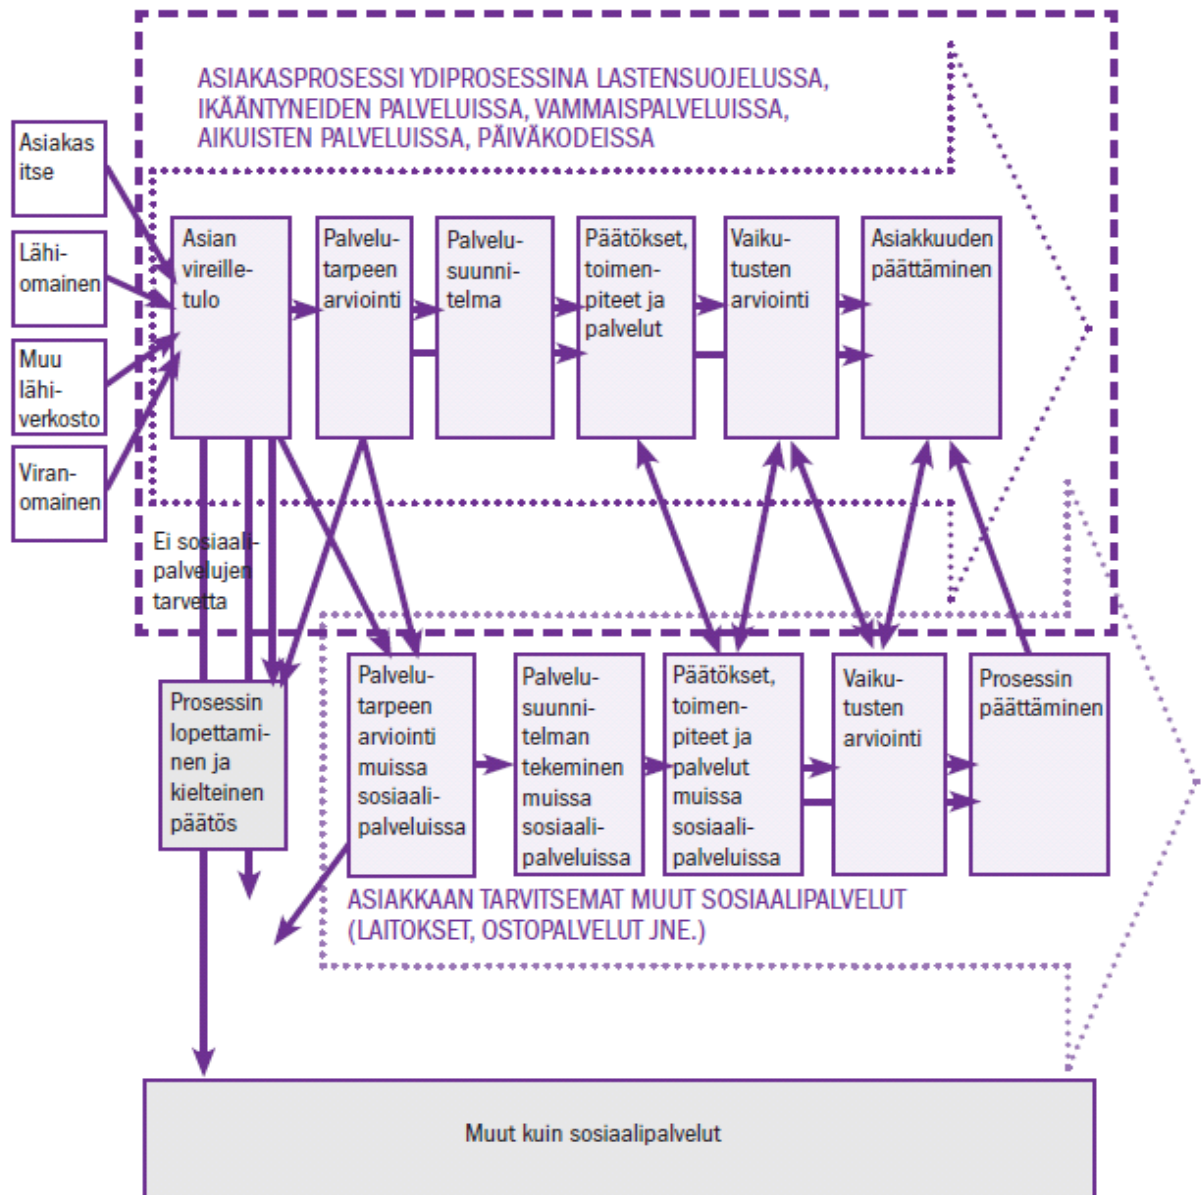 ASIAKASPROSESSI YDIPROSESSINA LASTENSUOJELUSSA,
IKÄÄNTYNEIDEN PALVELUISSA, VAMMAISPALVELUISSA,
AIKUISTEN PALVELUISSA, PÄIVÄKODEISSA
Asiakas
itse
Lähi-
omainen
Muu
lähi-
verkosto
Viran-
omainen
Asian
vireille-
tulo
Palvelu-
tarpeen
arviointi
Palvelu-
suunni-
telma
Päätökset,
toimen-
piteet ja
palvelut
Vaiku-
tusten
arviointi
Asiakkuuden
päättäminen
Ei sosiaali-
palvelujen
tarvetta
Prosessin
lopettami-
nen ja
kielteinen
päätös
Palvelu-
tarpeen
arviointi
muissa
sosiaali-
palveluissa
Palvelu-
suunni-
telman
tekeminen
muissa
sosiaali-
palveluissa
Päätökset,
toimen-
piteet ja
palvelut
muissa
sosiaali-
palveluissa
Vaiku-
tusten
arviointi
Prosessin
päättäminen
ASIAKKAAN TARVITSEMAT MUUT SOSIAALIPALVELUT
(LAITOKSET, OSTOPALVELUT JNE.)
Muut kuin sosiaalipalvelut